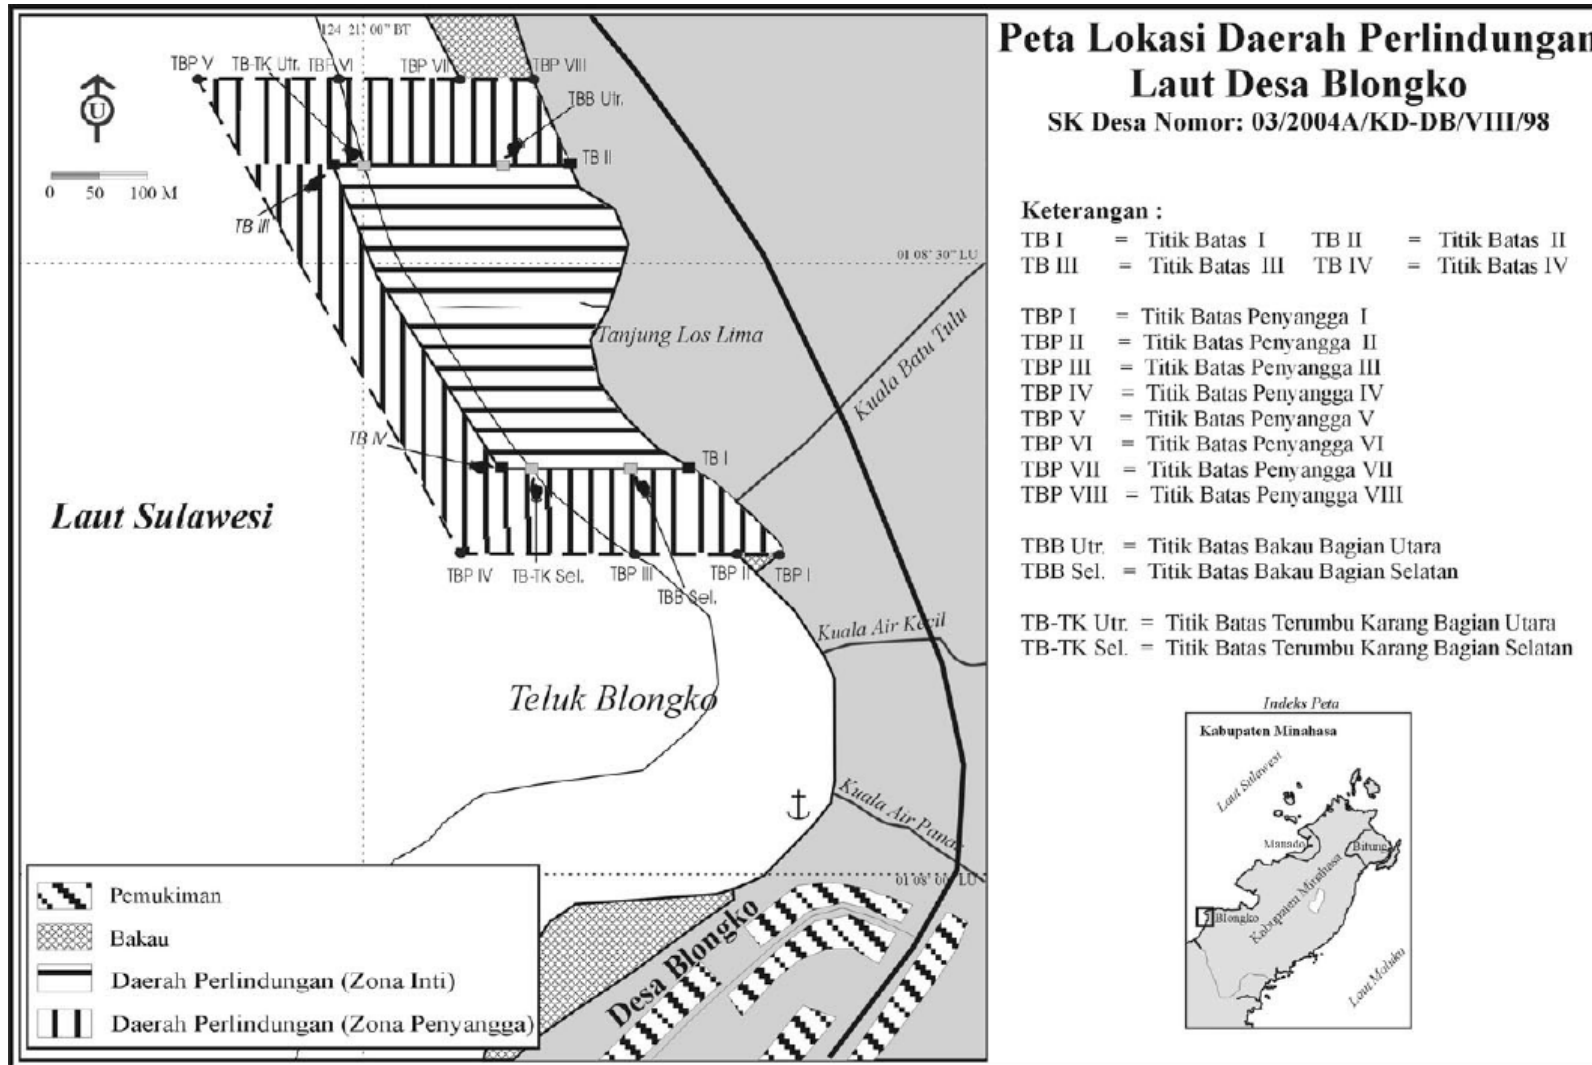 124 21' 00" BT
TBP V
TB-TK Utr.
TBP VI
TBP VII
TBP VIII
TBB Utr.
U
TB II
0 50 100 M
TB III
01 08' 30" LU
Tanjung Los Lima
Kuala Batu Tulu
TB IV
TB I
Laut Sulawesi
TBP IV
TB-TK Sel.
TBP III
TBP II
TBP I
TBB Sel.
Kuala Air Kecil
Teluk Blongko
Kuala Air Panas
01 08' 00" LU
Desa Blongko
Pemukiman
Bakau
Daerah Perlindungan (Zona Inti)
Daerah Perlindungan (Zona Penyangga)
Peta Lokasi Daerah Perlindungan
Laut Desa Blongko
SK Desa Nomor: 03/2004A/KD-DB/VIII/98
Keterangan :
TB I = Titik Batas I TB II = Titik Batas II
TB III = Titik Batas III TB IV = Titik Batas IV
TBP I = Titik Batas Penyangga I
TBP II = Titik Batas Penyangga II
TBP III = Titik Batas Penyangga III
TBP IV = Titik Batas Penyangga IV
TBP V = Titik Batas Penyangga V
TBP VI = Titik Batas Penyangga VI
TBP VII = Titik Batas Penyangga VII
TBP VIII = Titik Batas Penyangga VIII
TBB Utr. = Titik Batas Bakau Bagian Utara
TBB Sel. = Titik Batas Bakau Bagian Selatan
TB-TK Utr. = Titik Batas Terumbu Karang Bagian Utara
TB-TK Sel. = Titik Batas Terumbu Karang Bagian Selatan
Indeks Peta
Kabupaten Minahasa
Laut Sulawesi
Manado
Bitung
Kabupaten Minahasa
Blongko
Laut Maluku